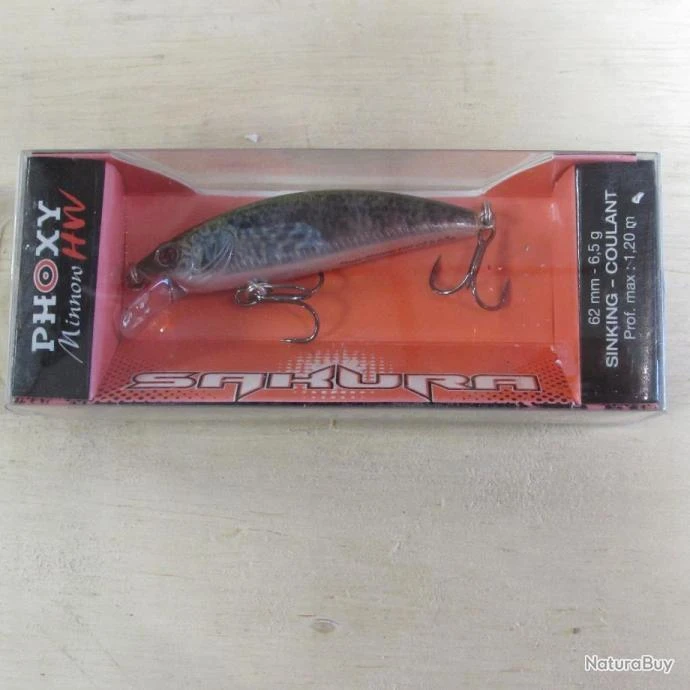 PHOXY
Minnow HW
SAKURA
62 mm - 6,5 g
SINKING - COULANT
Prof. max : 1,20 m
NaturaBuy